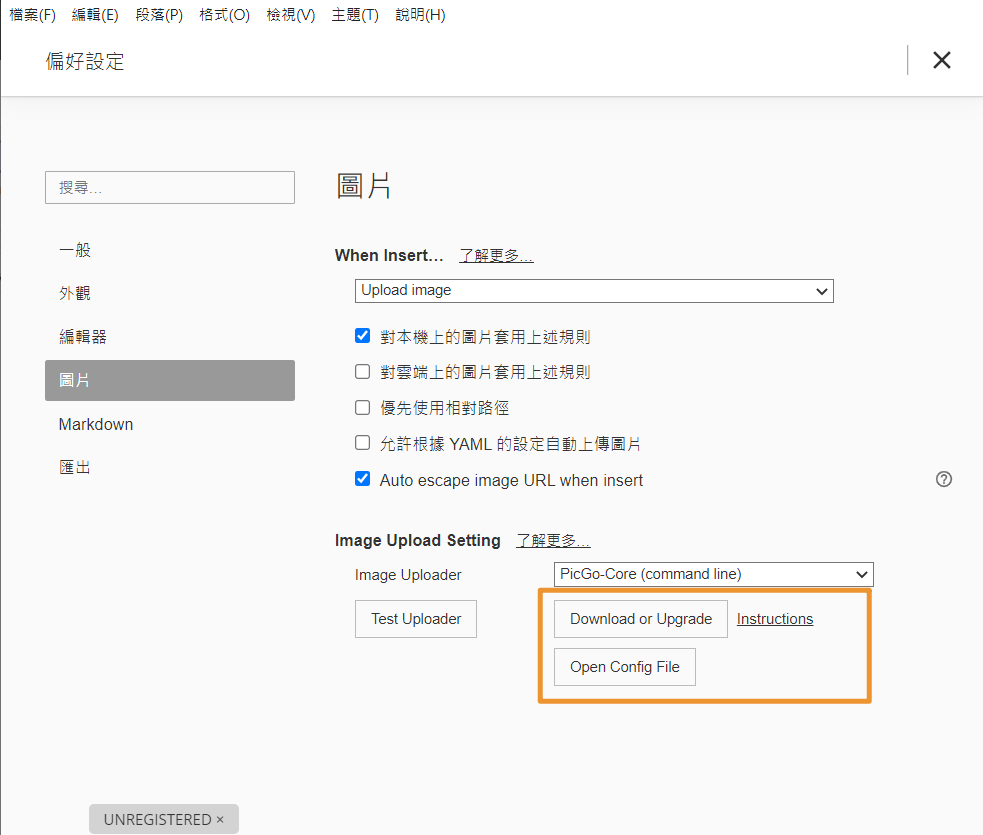 檔案(F) 編輯(E) 段落(P) 格式(O) 檢視(V) 主題(T) 說明(H)
偏好設定
搜尋...
一般
外觀
編輯器
圖片
Markdown
匯出
圖片
When Insert... 了解更多...
Upload image
對本機上的圖片套用上述規則
對雲端上的圖片套用上述規則
優先使用相對路徑
允許根據 YAML 的設定自動上傳圖片
Auto escape image URL when insert
Image Upload Setting 了解更多...
Image Uploader PicGo-Core (command line)
Test Uploader Download or Upgrade Instructions
Open Config File
UNREGISTERED ×